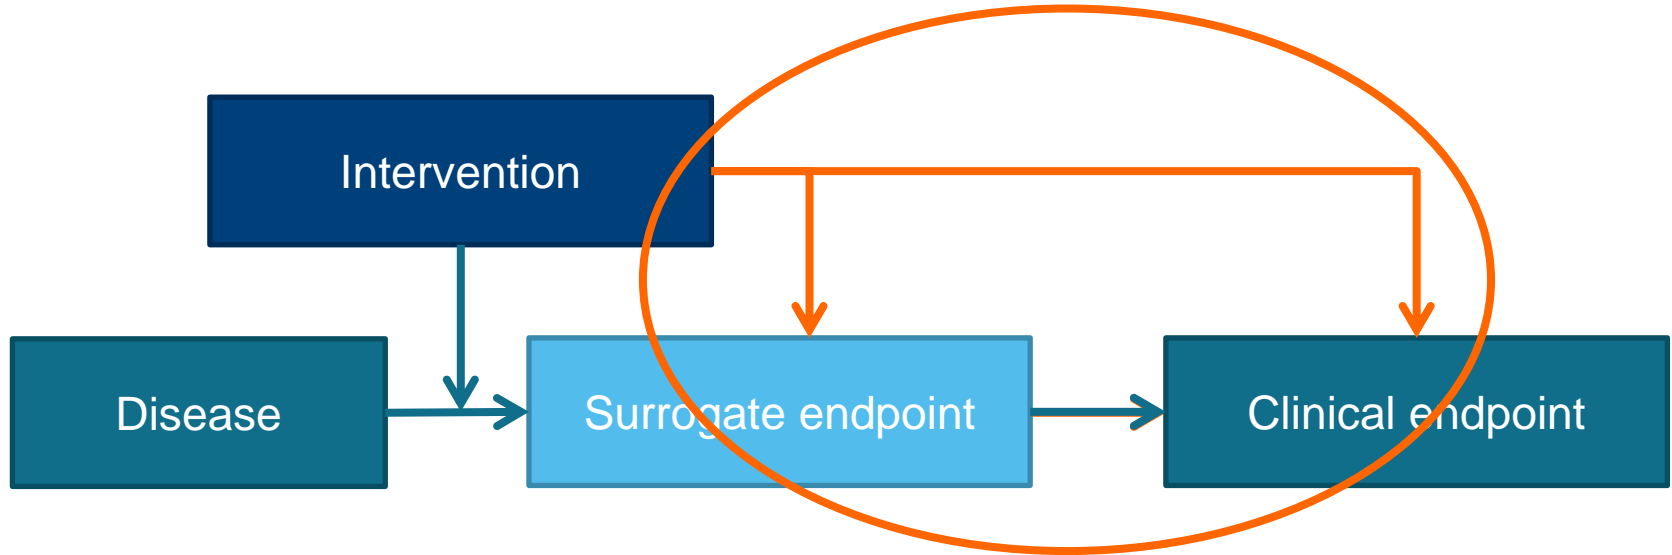 Intervention
Disease
Surrogate endpoint
Clinical endpoint